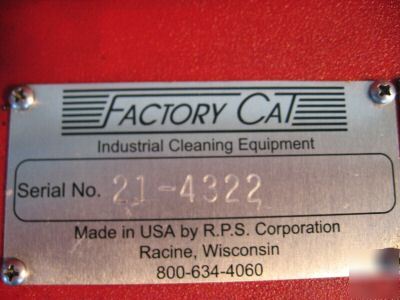 FACTORY CAT
Industrial Cleaning Equipment
Serial No. 21-4322
Made in USA by R.P.S. Corporation
Racine, Wisconsin
800-634-4060